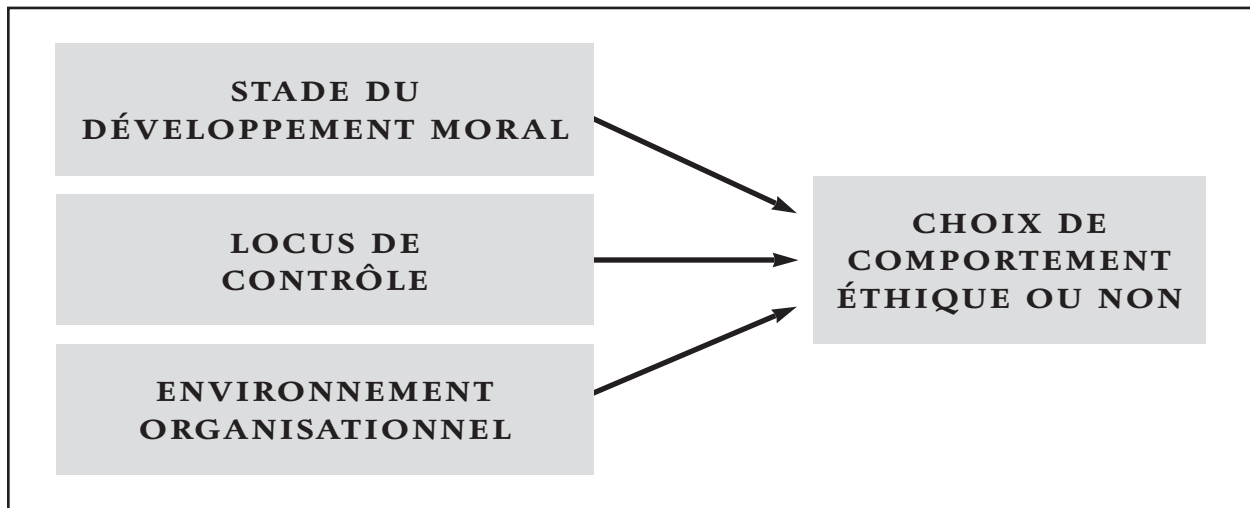 STADE DU
DÉVELOPPEMENT MORAL
LOCUS DE
CONTRÔLE
ENVIRONNEMENT
ORGANISATIONNEL
CHOIX DE
COMPORTEMENT
ÉTHIQUE OU NON